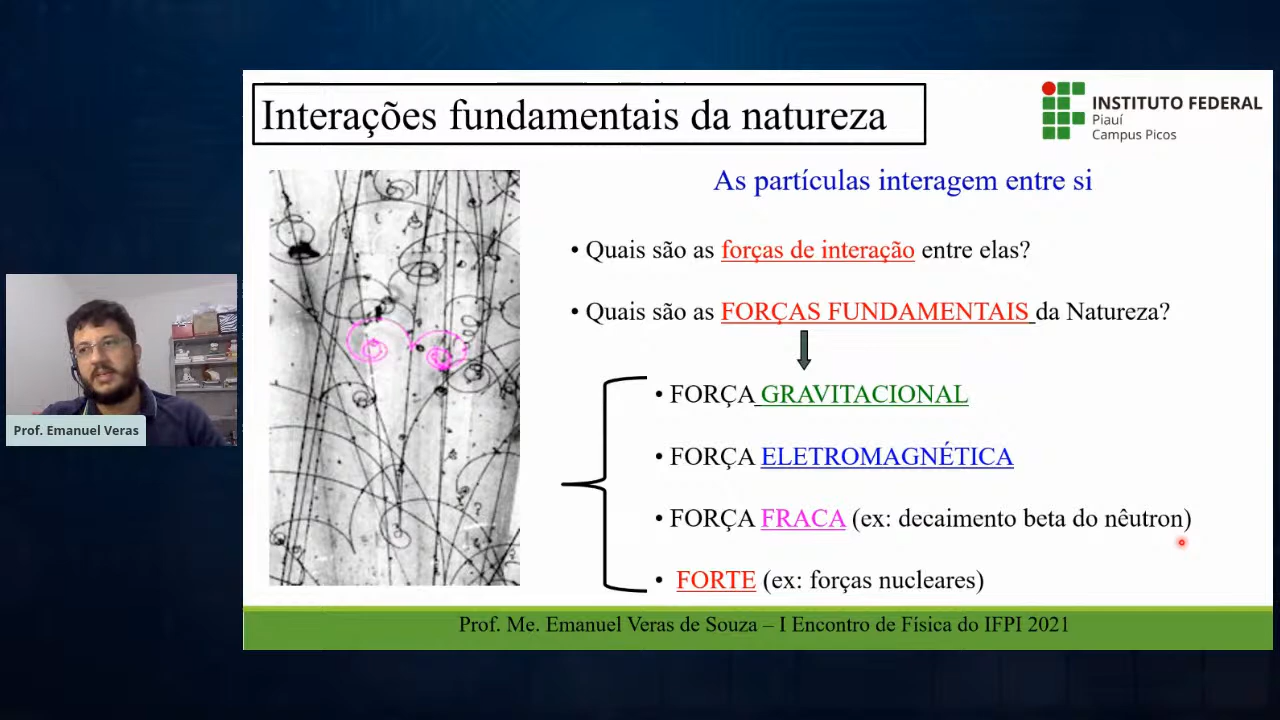 Interações fundamentais da natureza
INSTITUTO FEDERAL
Piauí
Campus Picos
As partículas interagem entre si
• Quais são as forças de interação entre elas?
• Quais são as FORÇAS FUNDAMENTAIS da Natureza?
• FORÇA GRAVITACIONAL
• FORÇA ELETROMAGNÉTICA
• FORÇA FRACA (ex: decaimento beta do nêutron)
• FORTE (ex: forças nucleares)
Prof. Emanuel Veras
Prof. Me. Emanuel Veras de Souza – I Encontro de Física do IFPI 2021